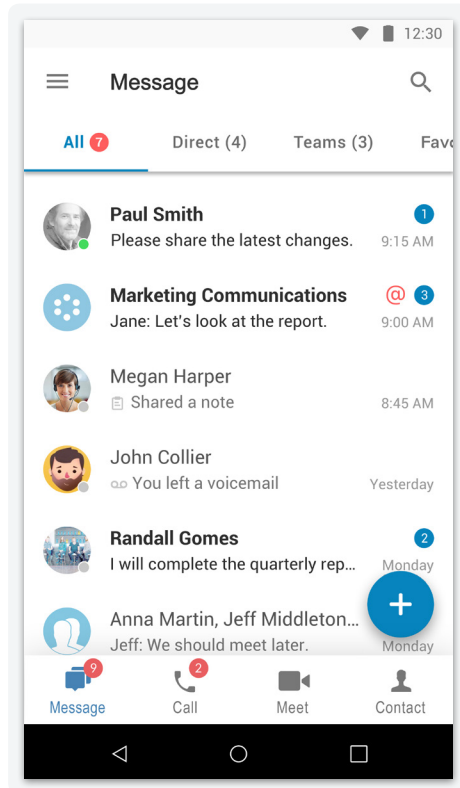 12:30
Message
All 7 Direct (4) Teams (3) Favo
Paul Smith 1
Please share the latest changes. 9:15 AM
Marketing Communications @ 3
Jane: Let's look at the report. 9:00 AM
Megan Harper
Shared a note 8:45 AM
John Collier
You left a voicemail Yesterday
Randall Gomes 2
I will complete the quarterly rep... Monday
Anna Martin, Jeff Middleton...
+
Jeff: We should meet later. Monday
9 2
Message Call Meet Contact